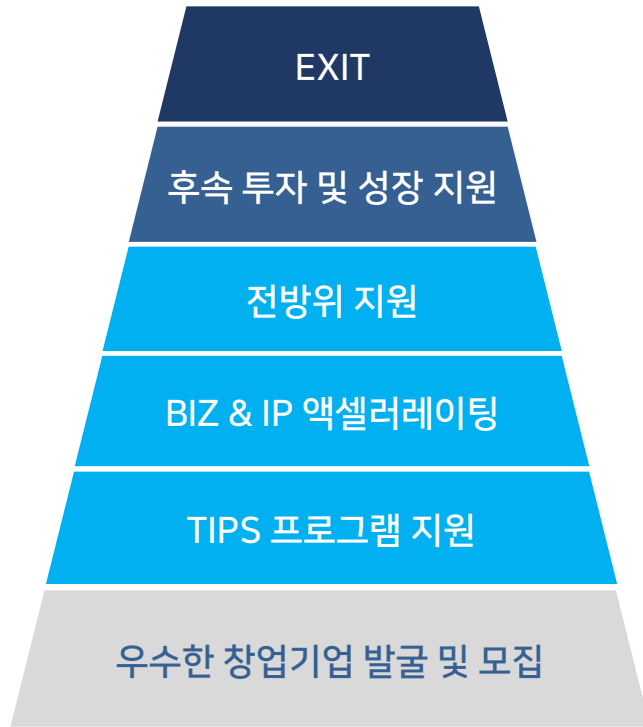 EXIT
후속 투자 및 성장 지원
전방위 지원
BIZ & IP 액셀러레이팅
TIPS 프로그램 지원
우수한 창업기업 발굴 및 모집